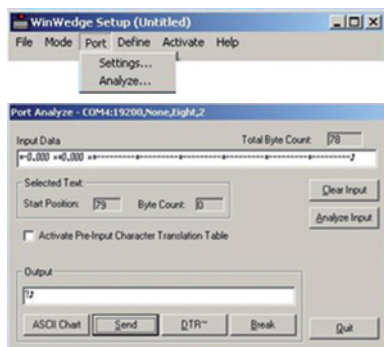 WinWedge Setup (Untitled)
File Mode Port Define Activate Help
Settings...
Analyze...
Port Analyze - COM4:19200,None,Eight,2
Input Data
Total Byte Count: 78
Selected Text:
Start Position: 79 Byte Count: 0
Clear Input
Analyze Input
Activate Pre-Input Character Translation Table
Output
ASCII Chart Send DTR~ Break Quit